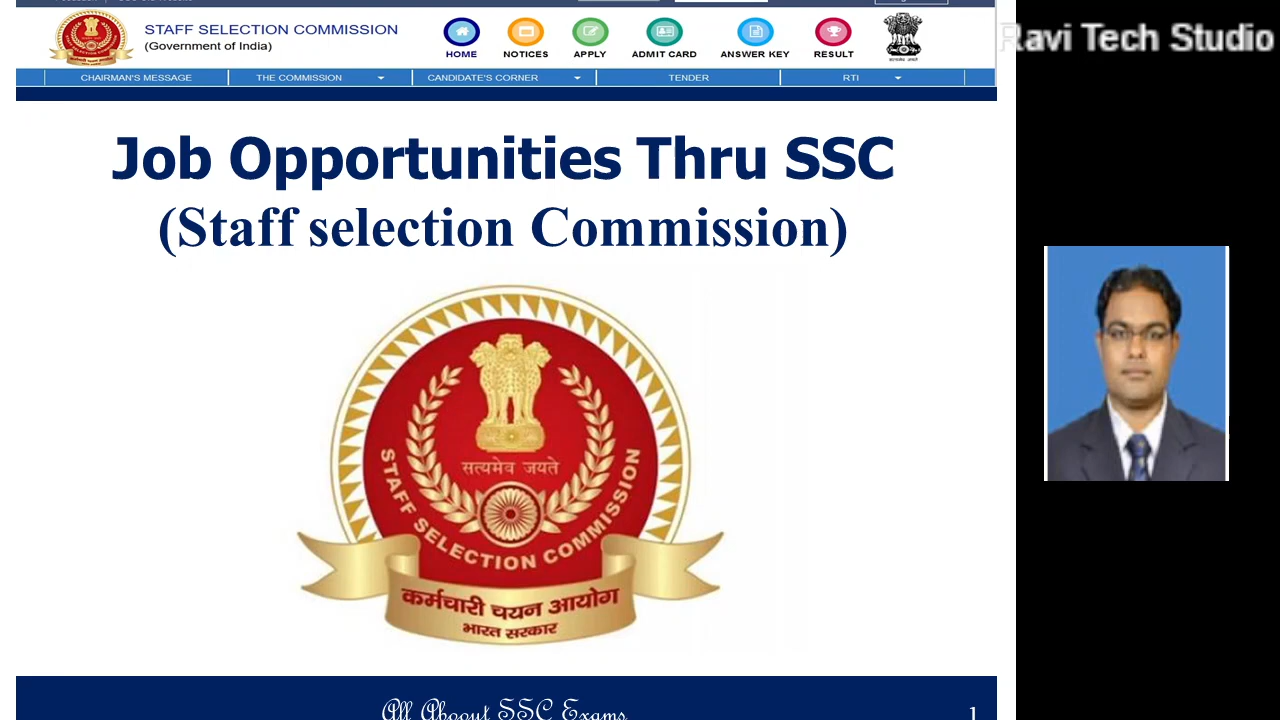 STAFF SELECTION COMMISSION
(Government of India)
HOME NOTICES APPLY ADMIT CARD ANSWER KEY RESULT
Ravi Tech Studio
CHAIRMAN'S MESSAGE THE COMMISSION CANDIDATE'S CORNER TENDER RTI
Job Opportunities Thru SSC
(Staff selection Commission)
सत्यमेव जयते
STAFF SELECTION COMMISSION
कर्मचारी चयन आयोग
भारत सरकार
All Aboout SSC Exams
1